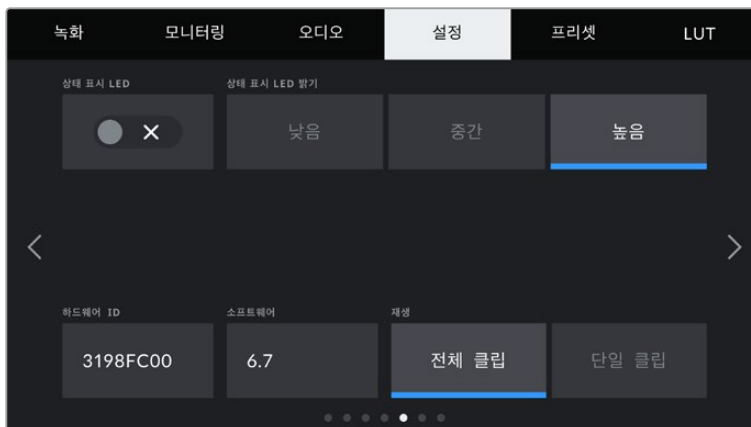 녹화 모니터링 오디오 설정 프리셋 LUT
상태 표시 LED 상태 표시 LED 밝기
낮음 중간 높음
하드웨어 ID 소프트웨어 재생
3198FC00 6.7 전체 클립 단일 클립